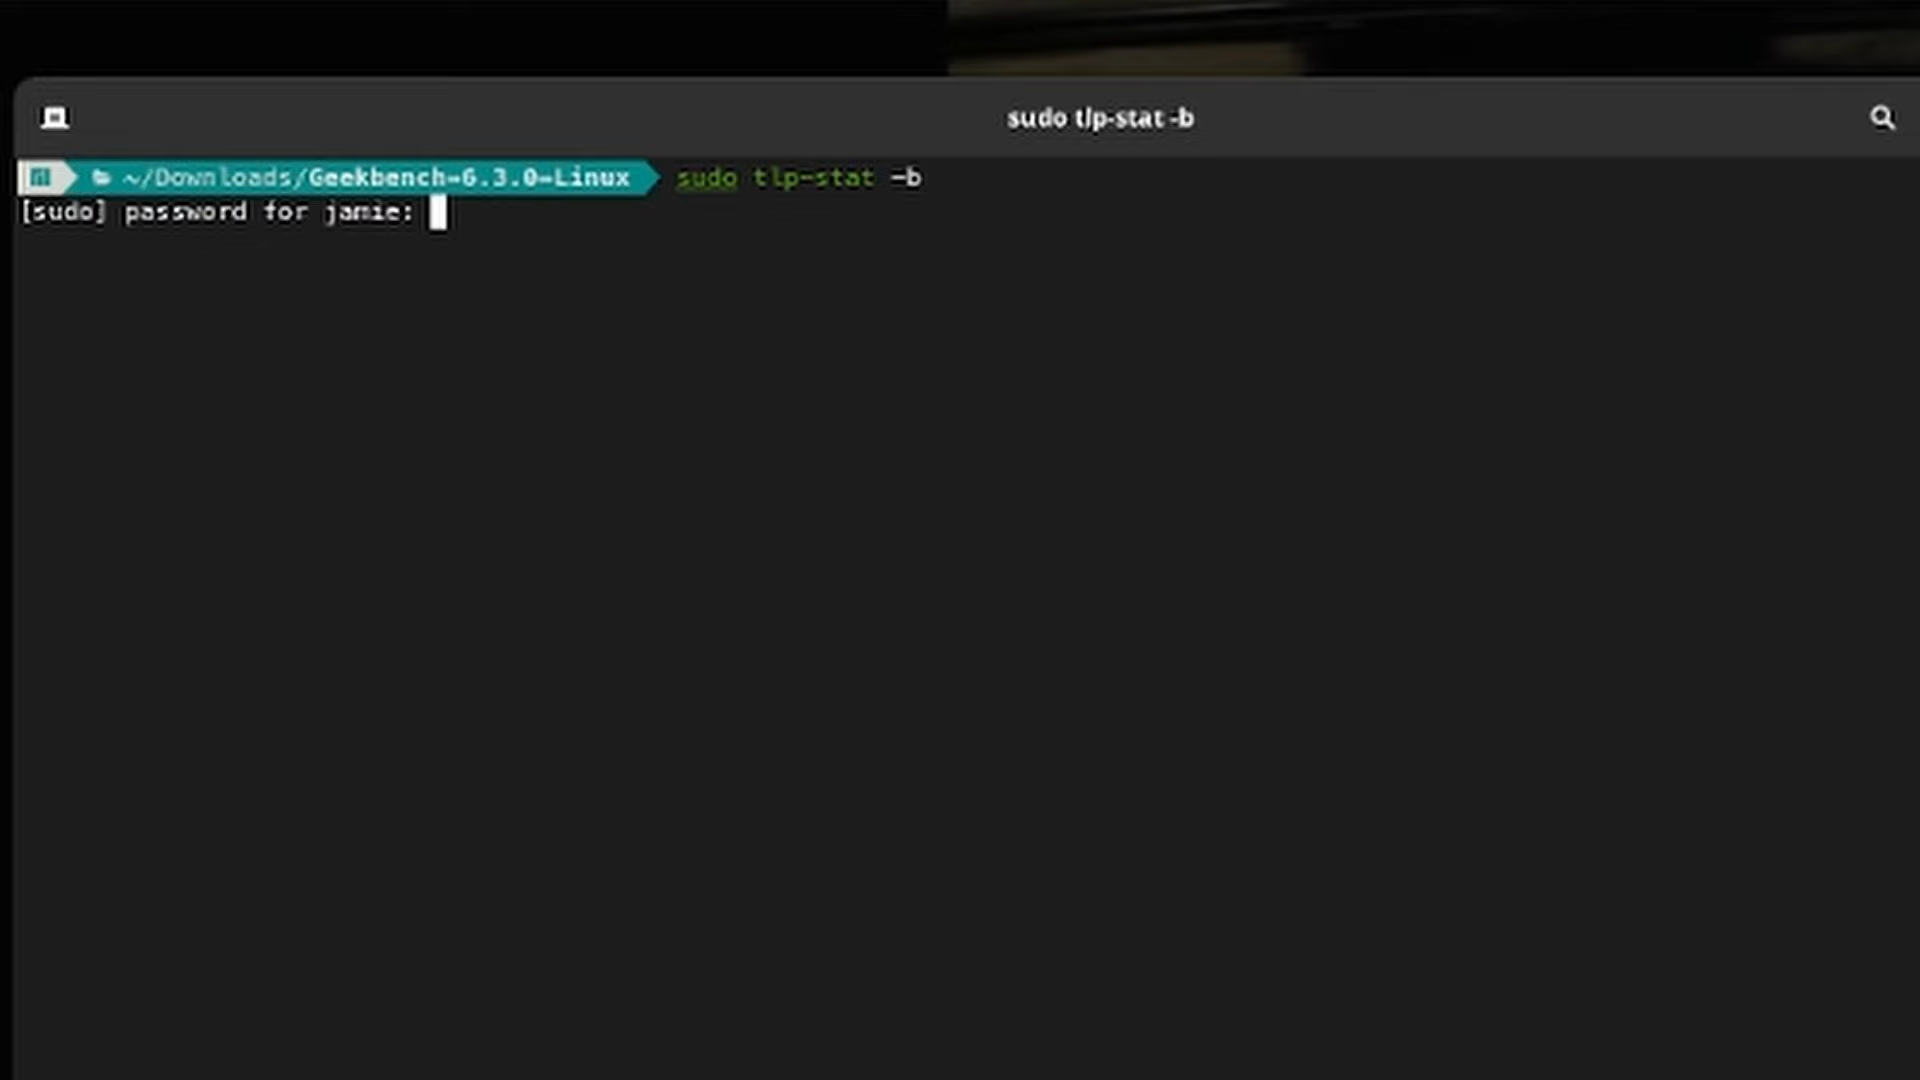 sudo tlp-stat -b
~/Downloads/Geekbench-6.3.0-Linux sudo tlp-stat -b
[sudo] password for jamie: